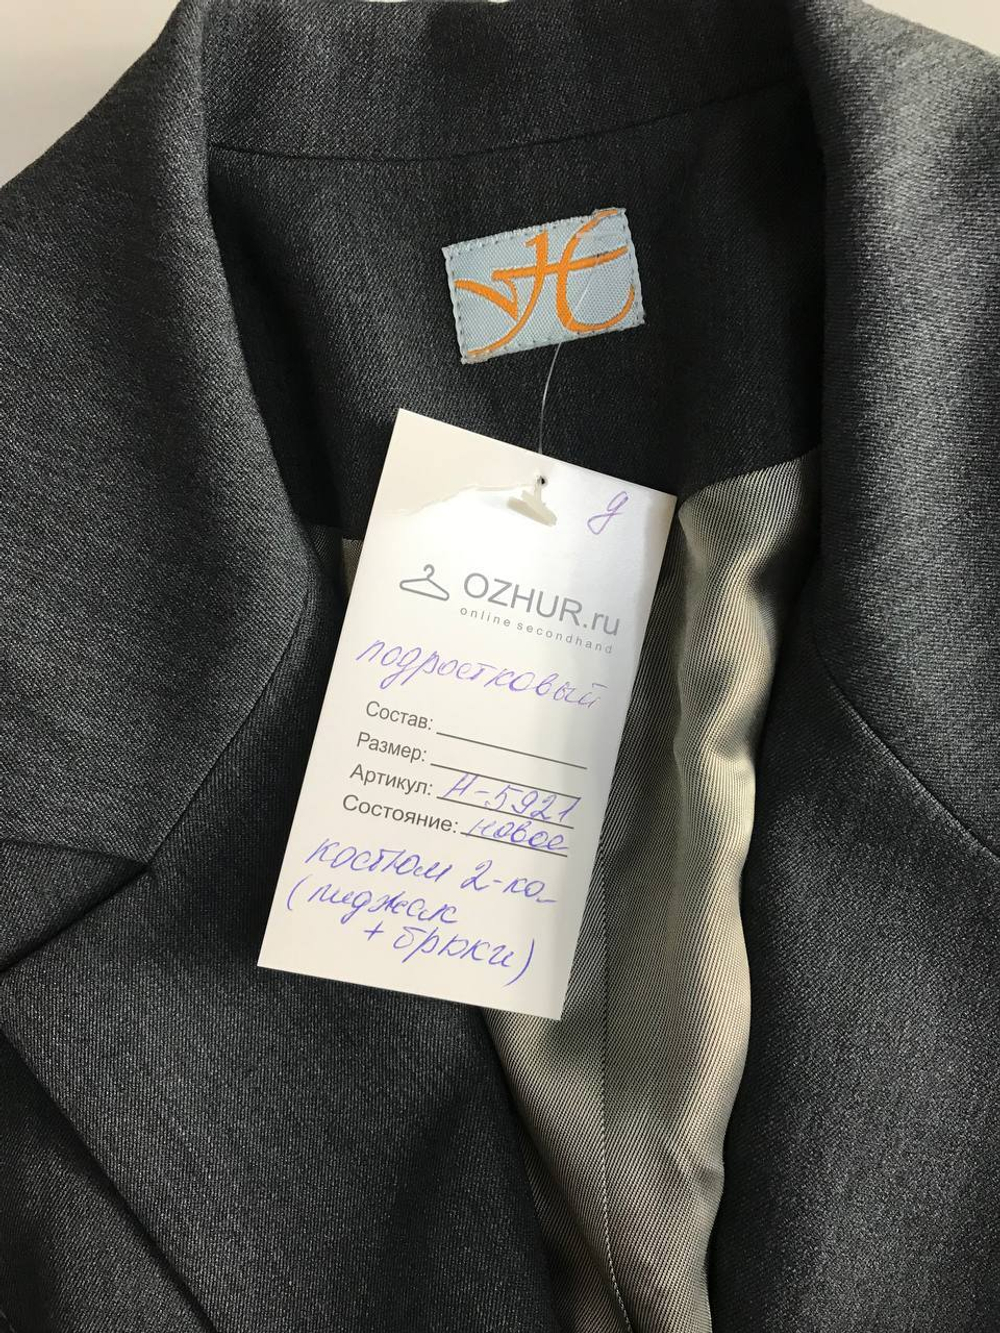 H
д
OZHUR.ru
online secondhand
подростковый
Состав:
Размер:
Артикул: Н-5921
Состояние: новое
костюм 2-ка
(пиджак
+ брюки)